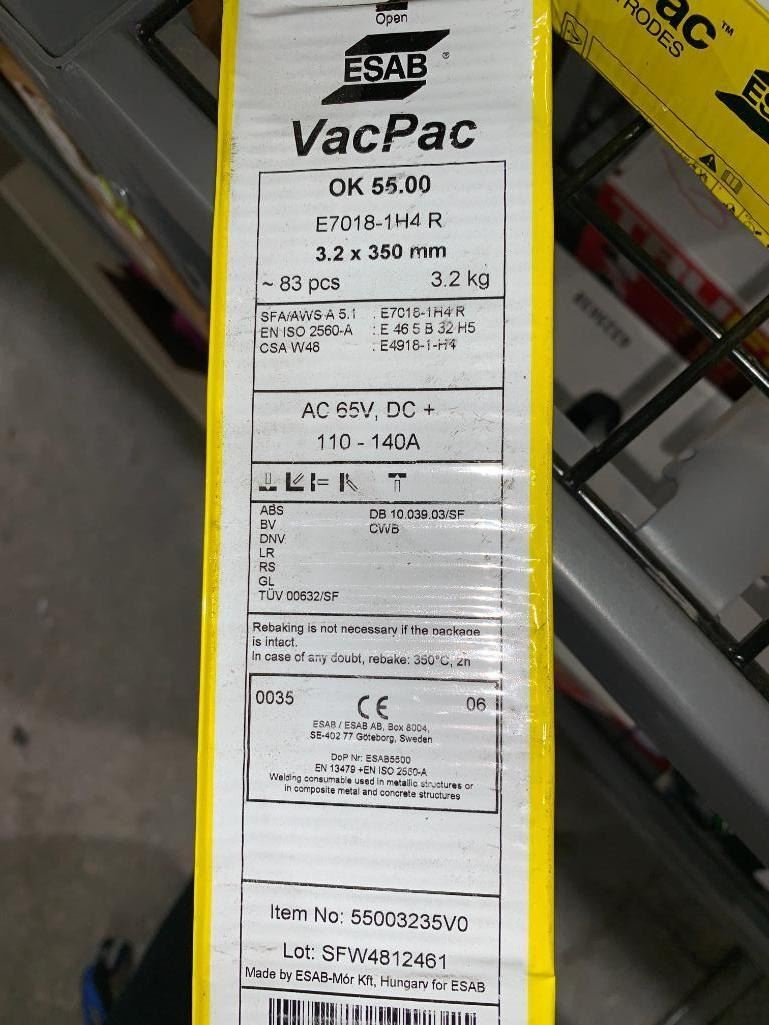 Open
ESAB®
VacPac
OK 55.00
E7018-1H4 R
3.2 x 350 mm
~ 83 pcs 3.2 kg
SFA/AWS A 5.1 : E7018-1H4 R
EN ISO 2560-A : E 46 5 B 32 H5
CSA W48 : E4918-1-H4
AC 65V, DC +
110 - 140A
ABS DB 10.039.03/SF
BV CWB
DNV
LR
RS
GL
TÜV 00632/SF
Rebaking is not necessary if the package
is intact.
In case of any doubt, rebake: 350°C, 2h
0035 CE 06
ESAB / ESAB AB, Box 8004,
SE-402 77 Göteborg, Sweden
DoP Nr: ESAB5500
EN 13479 +EN ISO 2560-A
Welding consumable used in metallic structures or
in composite metal and concrete structures
Item No: 55003235V0
Lot: SFW4812461
Made by ESAB-Mór Kft, Hungary for ESAB
ac™
RODES
ES